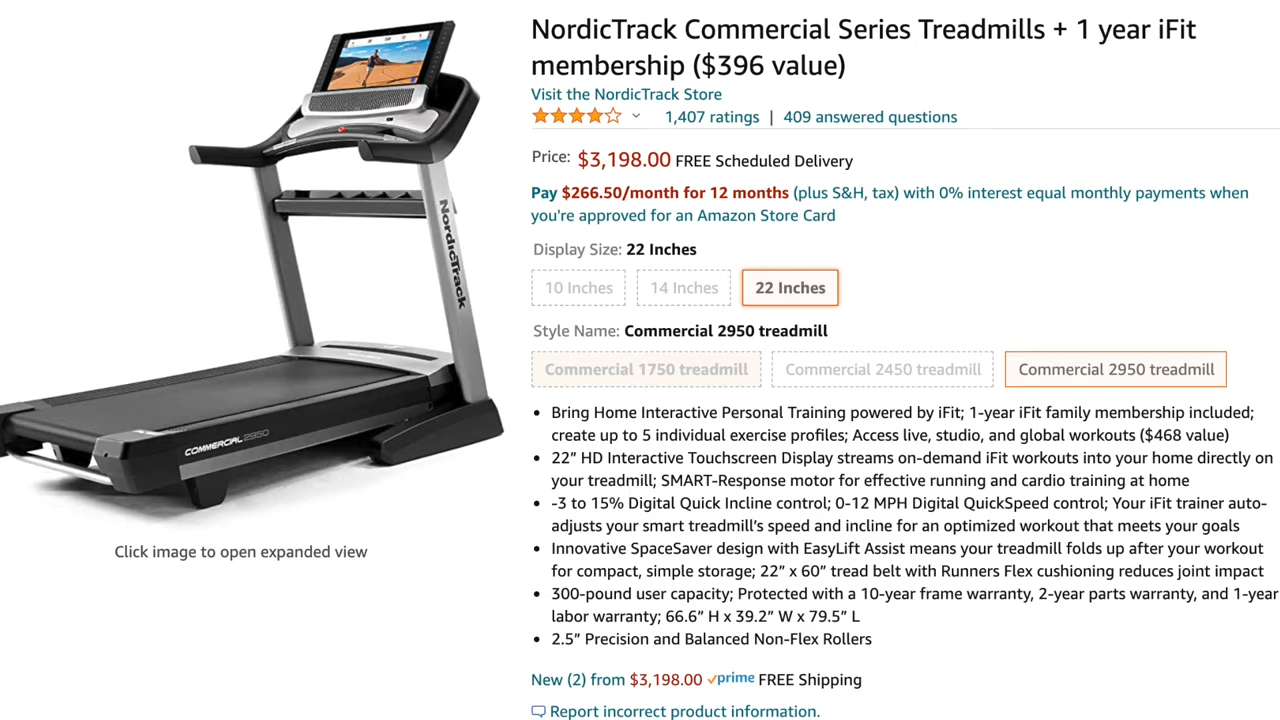 NordicTrack Commercial Series Treadmills + 1 year iFit
membership ($396 value)
Visit the NordicTrack Store
1,407 ratings | 409 answered questions
Price: $3,198.00 FREE Scheduled Delivery
Pay $266.50/month for 12 months (plus S&H, tax) with 0% interest equal monthly payments when
you're approved for an Amazon Store Card
Display Size: 22 Inches
10 Inches 14 Inches 22 Inches
Style Name: Commercial 2950 treadmill
Commercial 1750 treadmill Commercial 2450 treadmill Commercial 2950 treadmill
• Bring Home Interactive Personal Training powered by iFit; 1-year iFit family membership included;
create up to 5 individual exercise profiles; Access live, studio, and global workouts ($468 value)
• 22” HD Interactive Touchscreen Display streams on-demand iFit workouts into your home directly on
your treadmill; SMART-Response motor for effective running and cardio training at home
• -3 to 15% Digital Quick Incline control; 0-12 MPH Digital QuickSpeed control; Your iFit trainer auto-
adjusts your smart treadmill’s speed and incline for an optimized workout that meets your goals
• Innovative SpaceSaver design with EasyLift Assist means your treadmill folds up after your workout
for compact, simple storage; 22” x 60” tread belt with Runners Flex cushioning reduces joint impact
• 300-pound user capacity; Protected with a 10-year frame warranty, 2-year parts warranty, and 1-year
labor warranty; 66.6” H x 39.2” W x 79.5” L
• 2.5” Precision and Balanced Non-Flex Rollers
New (2) from $3,198.00 prime FREE Shipping
Report incorrect product information.
NordicTrack
COMMERCIAL 2950
Click image to open expanded view